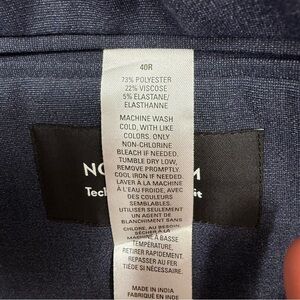 40R
73% POLYESTER
22% VISCOSE
5% ELASTANE/
ELASTHANNE
MACHINE WASH
COLD, WITH LIKE
COLORS. ONLY
NON-CHLORINE
BLEACH IF NEEDED.
TUMBLE DRY LOW,
REMOVE PROMPTLY.
COOL IRON IF NEEDED.
LAVER À LA MACHINE
À L'EAU FROIDE, AVEC
DES COULEURS
SEMBLABLES.
UTILISER SEULEMENT
UN AGENT DE
BLANCHIMENT SANS
CHLORE, AU BESOIN.
SÉCHER À LA
MACHINE À BASSE
TEMPÉRATURE,
RETIRER RAPIDEMENT.
REPASSER AU FER
TIÈDE SI NÉCESSAIRE.
MADE IN INDIA
FABRIQUÉ EN INDE